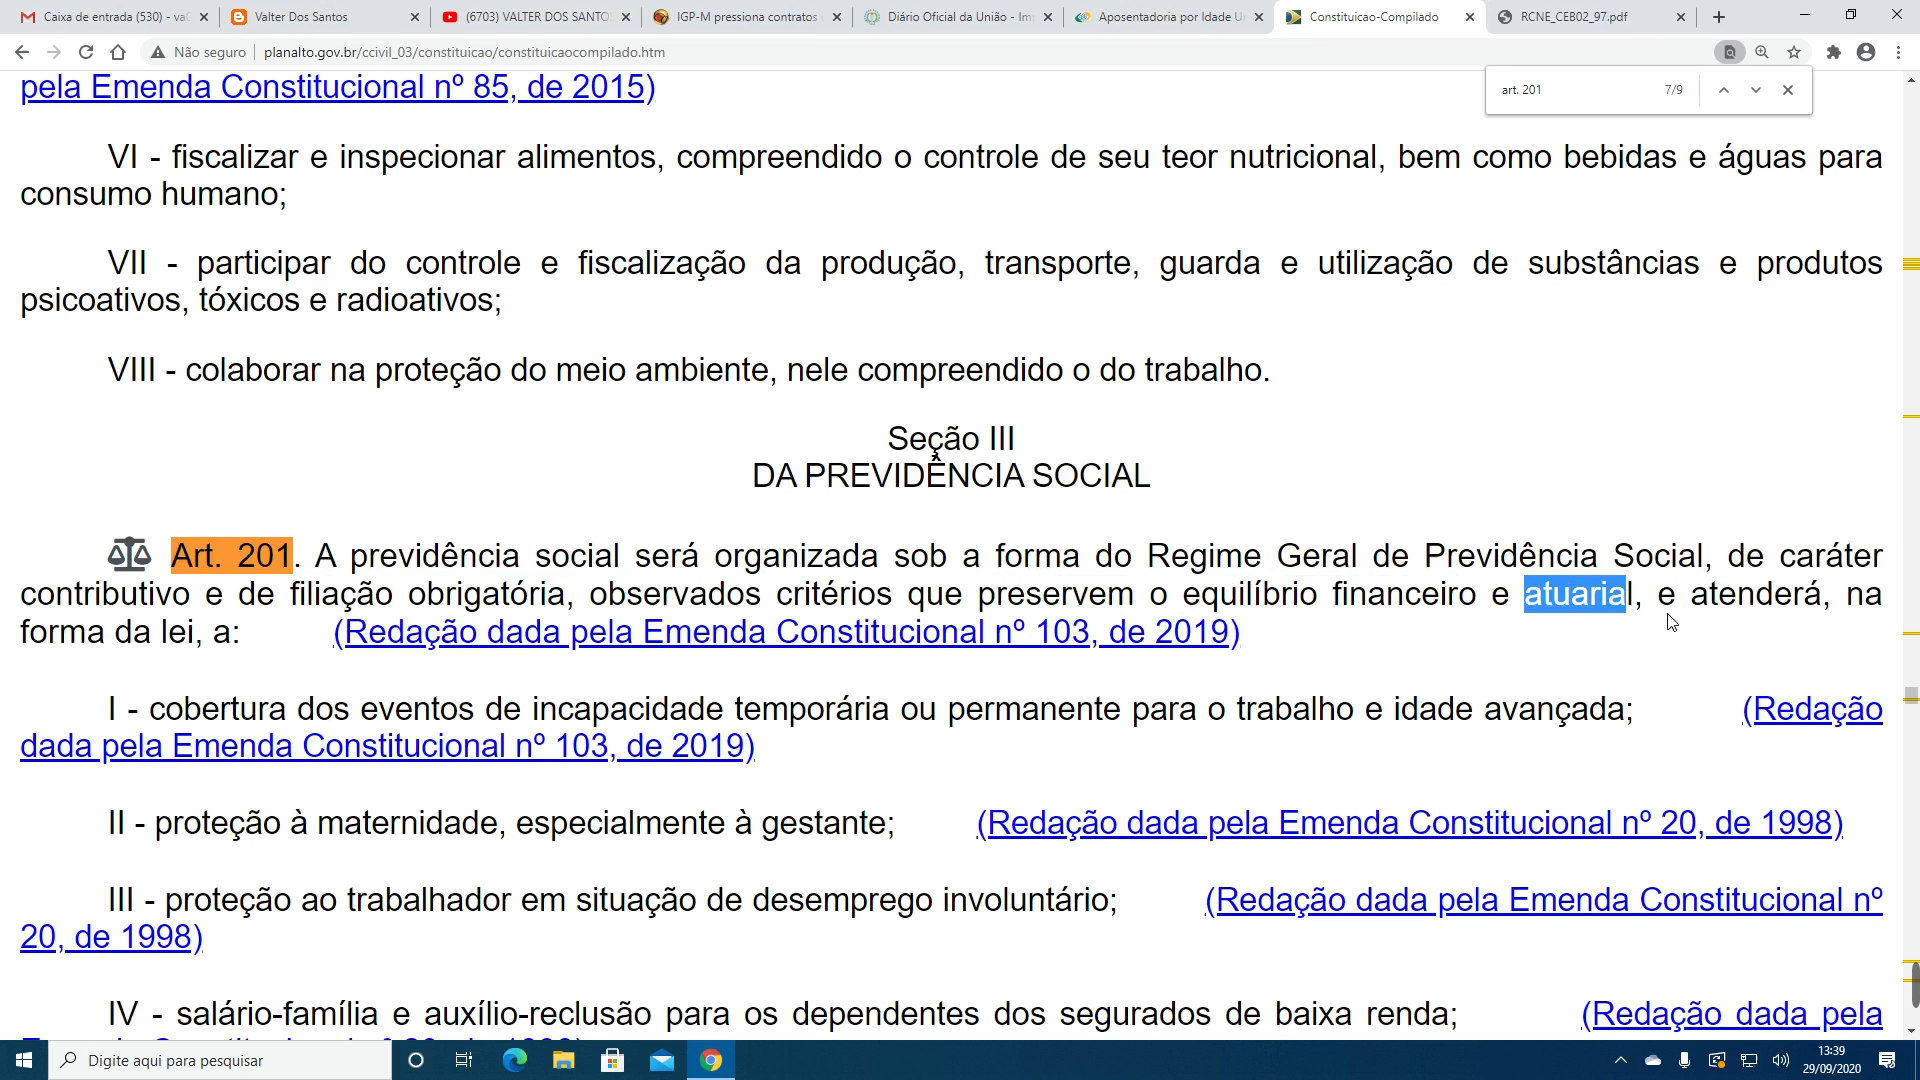 Caixa de entrada (530) - va
Valter Dos Santos
(6703) VALTER DOS SANTO
IGP-M pressiona contratos
Diário Oficial da União - Im
Aposentadoria por Idade U
Constituicao-Compilado
RCNE_CEB02_97.pdf
Não seguro
planalto.gov.br/ccivil_03/constituicao/constituicaocompilado.htm
art. 201
7/9
pela Emenda Constitucional nº 85, de 2015)
VI - fiscalizar e inspecionar alimentos, compreendido o controle de seu teor nutricional, bem como bebidas e águas para
consumo humano;
VII - participar do controle e fiscalização da produção, transporte, guarda e utilização de substâncias e produtos
psicoativos, tóxicos e radioativos;
VIII - colaborar na proteção do meio ambiente, nele compreendido o do trabalho.
Seção III
DA PREVIDÊNCIA SOCIAL
Art. 201. A previdência social será organizada sob a forma do Regime Geral de Previdência Social, de caráter
contributivo e de filiação obrigatória, observados critérios que preservem o equilíbrio financeiro e atuarial, e atenderá, na
forma da lei, a: (Redação dada pela Emenda Constitucional nº 103, de 2019)
I - cobertura dos eventos de incapacidade temporária ou permanente para o trabalho e idade avançada; (Redação
dada pela Emenda Constitucional nº 103, de 2019)
II - proteção à maternidade, especialmente à gestante; (Redação dada pela Emenda Constitucional nº 20, de 1998)
III - proteção ao trabalhador em situação de desemprego involuntário; (Redação dada pela Emenda Constitucional nº
20, de 1998)
IV - salário-família e auxílio-reclusão para os dependentes dos segurados de baixa renda; (Redação dada pela
Digite aqui para pesquisar
13:39
29/09/2020